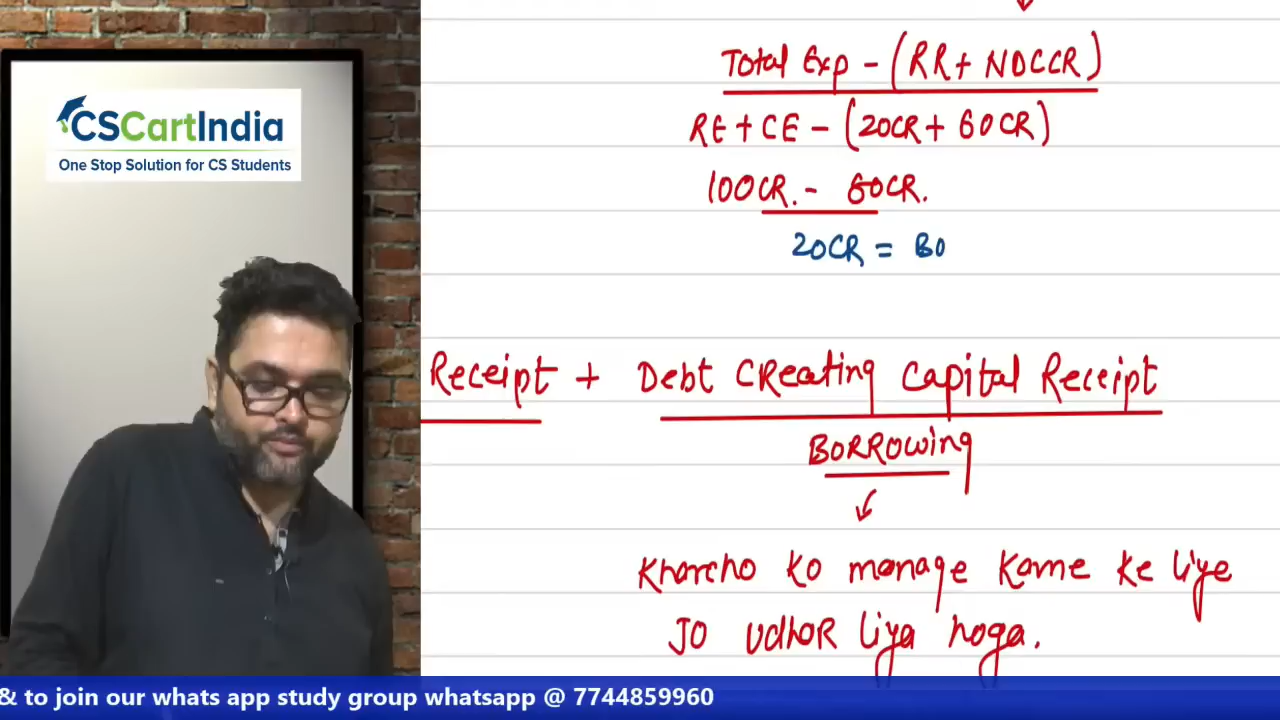 CSCartIndia
One Stop Solution for CS Students
Total Exp - (RR + NDCCR)
RE + CE - (20CR + 60CR)
100CR. - 80CR.
20CR = BO
Receipt + Debt CReating Capital Receipt
BORROWing
Kharcho ko manage Karne Ke liye
JO UdhaR liya hoga.
& to join our whats app study group whatsapp @ 7744859960